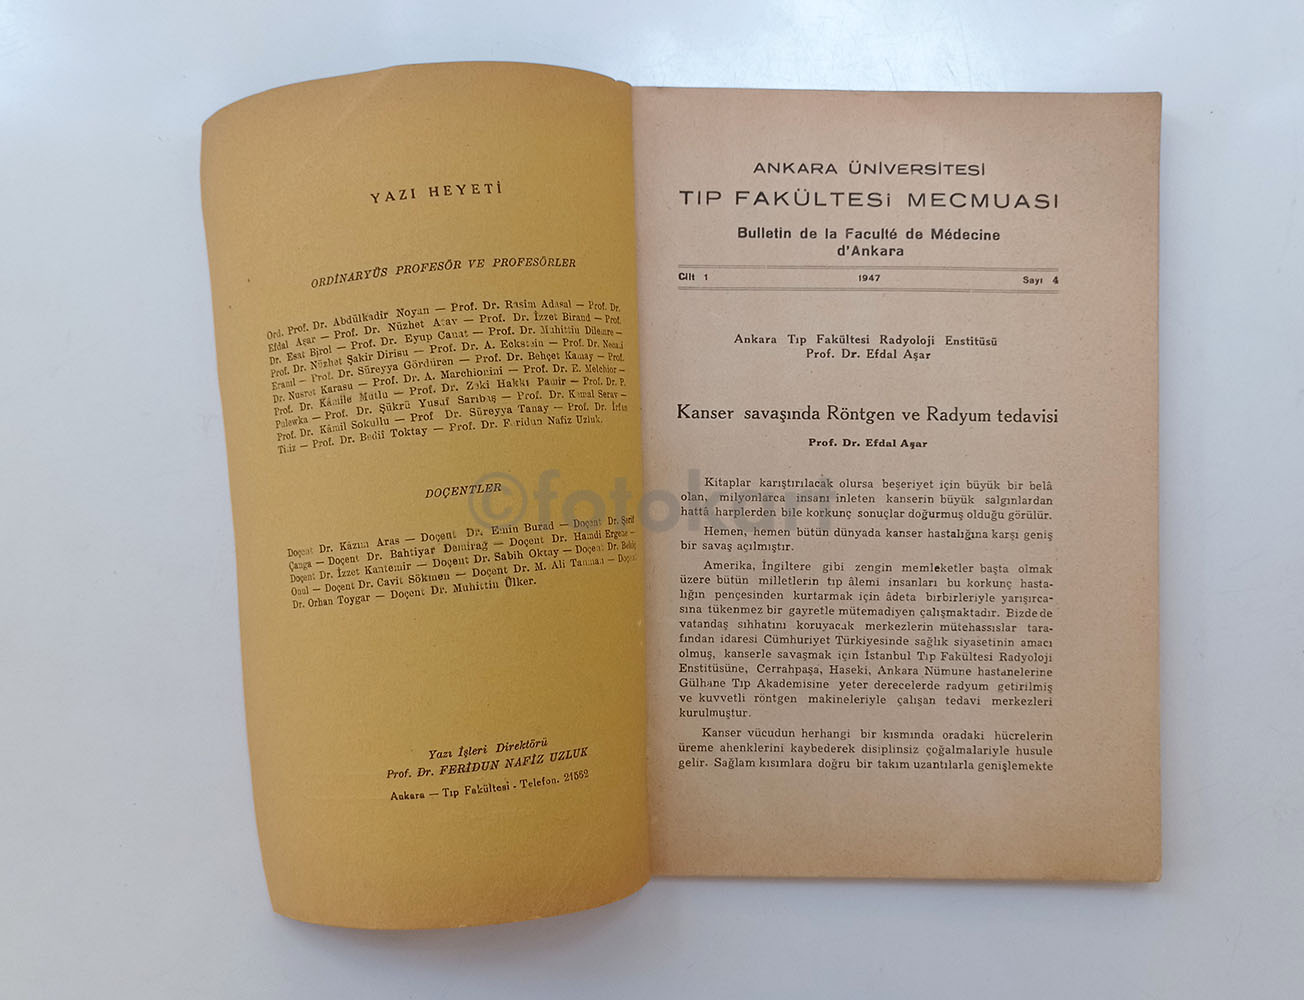 YAZI HEYETİ
ORDİNARYÜS PROFESÖR VE PROFESÖRLER
Ord. Prof. Dr. Abdülkadir Noyan — Prof. Dr. Rasim Adasal — Prof. Dr.
Efdal Aşar — Prof. Dr. Nüzhet Atav — Prof. Dr. İzzet Birand — Prof.
Dr. Esat Birol — Prof. Dr. Eyup Canat — Prof. Dr. Muhittin Dilemre —
Prof. Dr. Nüzhet Şakir Dirisu — Prof. Dr. A. Eckstein — Prof. Dr. Necati
Eranıl — Prof. Dr. Süreyya Gördüren — Prof. Dr. Behçet Kamay — Prof.
Dr. Nusret Karasu — Prof. Dr. A. Marchionini — Prof. Dr. E. Melchior —
Prof. Dr. Kâmile Mutlu — Prof. Dr. Zeki Hakkı Pamir — Prof. Dr. P.
Pulewka — Prof. Dr. Şükrü Yusuf Sarıbaş — Prof. Dr. Kemal Serav —
Prof. Dr. Kâmil Sokullu — Prof Dr. Süreyya Tanay — Prof. Dr. İrfan
Titiz — Prof. Dr. Bediî Toktay — Prof. Dr. Feridun Nafiz Uzluk.
DOÇENTLER
Doçent Dr. Kâzım Aras — Doçent Dr. Emin Burad — Doçent Dr. Şerif
Çanga — Doçent Dr. Bahtiyar Demirağ — Doçent Dr. Hamdi Ergene —
Doçent Dr. İzzet Kantemir — Doçent Dr. Sabih Oktay — Doçent Dr. Behiç
Onul — Doçent Dr. Cavit Sökmen — Doçent Dr. M. Ali Tanman — Doçent
Dr. Orhan Toygar — Doçent Dr. Muhittin Ülker.
Yazı İşleri Direktörü
Prof. Dr. FERİDUN NAFİZ UZLUK
Ankara — Tıp Fakültesi - Telefon. 21562
ANKARA ÜNİVERSİTESİ
TIP FAKÜLTESİ MECMUASI
Bulletin de la Faculté de Médecine
d'Ankara
Cilt 1 1947 Sayı 4
Ankara Tıp Fakültesi Radyoloji Enstitüsü
Prof. Dr. Efdal Aşar
Kanser savaşında Röntgen ve Radyum tedavisi
Prof. Dr. Efdal Aşar
Kitaplar karıştırılacak olursa beşeriyet için büyük bir belâ
olan, milyonlarca insanı inleten kanserin büyük salgınlardan
hattâ harplerden bile korkunç sonuçlar doğurmuş olduğu görülür.
Hemen, hemen bütün dünyada kanser hastalığına karşı geniş
bir savaş açılmıştır.
Amerika, İngiltere gibi zengin memleketler başta olmak
üzere bütün milletlerin tıp âlemi insanları bu korkunç hasta-
lığın pençesinden kurtarmak için âdeta birbirleriyle yarışırca-
sına tükenmez bir gayretle mütemadiyen çalışmaktadır. Bizde de
vatandaş sıhhatını koruyacak merkezlerin mütehassıslar tara-
fından idaresi Cümhuriyet Türkiyesinde sağlık siyasetinin amacı
olmuş, kanserle savaşmak için İstanbul Tıp Fakültesi Radyoloji
Enstitüsüne, Cerrahpaşa, Haseki, Ankara Nümune hastanelerine
Gülhane Tıp Akademisine yeter derecelerde radyum getirilmiş
ve kuvvetli röntgen makineleriyle çalışan tedavi merkezleri
kurulmuştur.
Kanser vücudun herhangi bir kısmında oradaki hücrelerin
üreme ahenklerini kaybederek disiplinsiz çoğalmalariyle husule
gelir. Sağlam kısımlara doğru bir takım uzantılarla genişlemekte
©fotokart